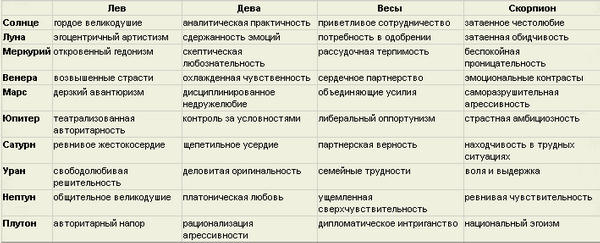 Лев Дева Весы Скорпион
Солнце гордое великодушие аналитическая практичность приветливое сотрудничество затаенное честолюбие
Луна эгоцентричный артистизм сдержанность эмоций потребность в одобрении затаенная обидчивость
Меркурий откровенный гедонизм скептическая рассудочная терпимость беспокойная
любознательность проницательность
Венера возвышенные страсти охлажденная чувственность сердечное партнерство эмоциональные контрасты
Марс дерзкий авантюризм дисциплинированное объединяющие усилия саморазрушительная
недружелюбие агрессивность
Юпитер театрализованная контроль за условностями либеральный оппортунизм страстная амбициозность
авторитарность
Сатурн ревнивое жестокосердие щепетильное усердие партнерская верность находчивость в трудных
ситуациях
Уран свободолюбивая деловитая оригинальность семейные трудности воля и выдержка
решительность
Нептун общительное великодушие платоническая любовь ущемленная ревнивая чувствительность
сверхчувствительность
Плутон авторитарный напор рационализация дипломатическое интриганство национальный эгоизм
агрессивности